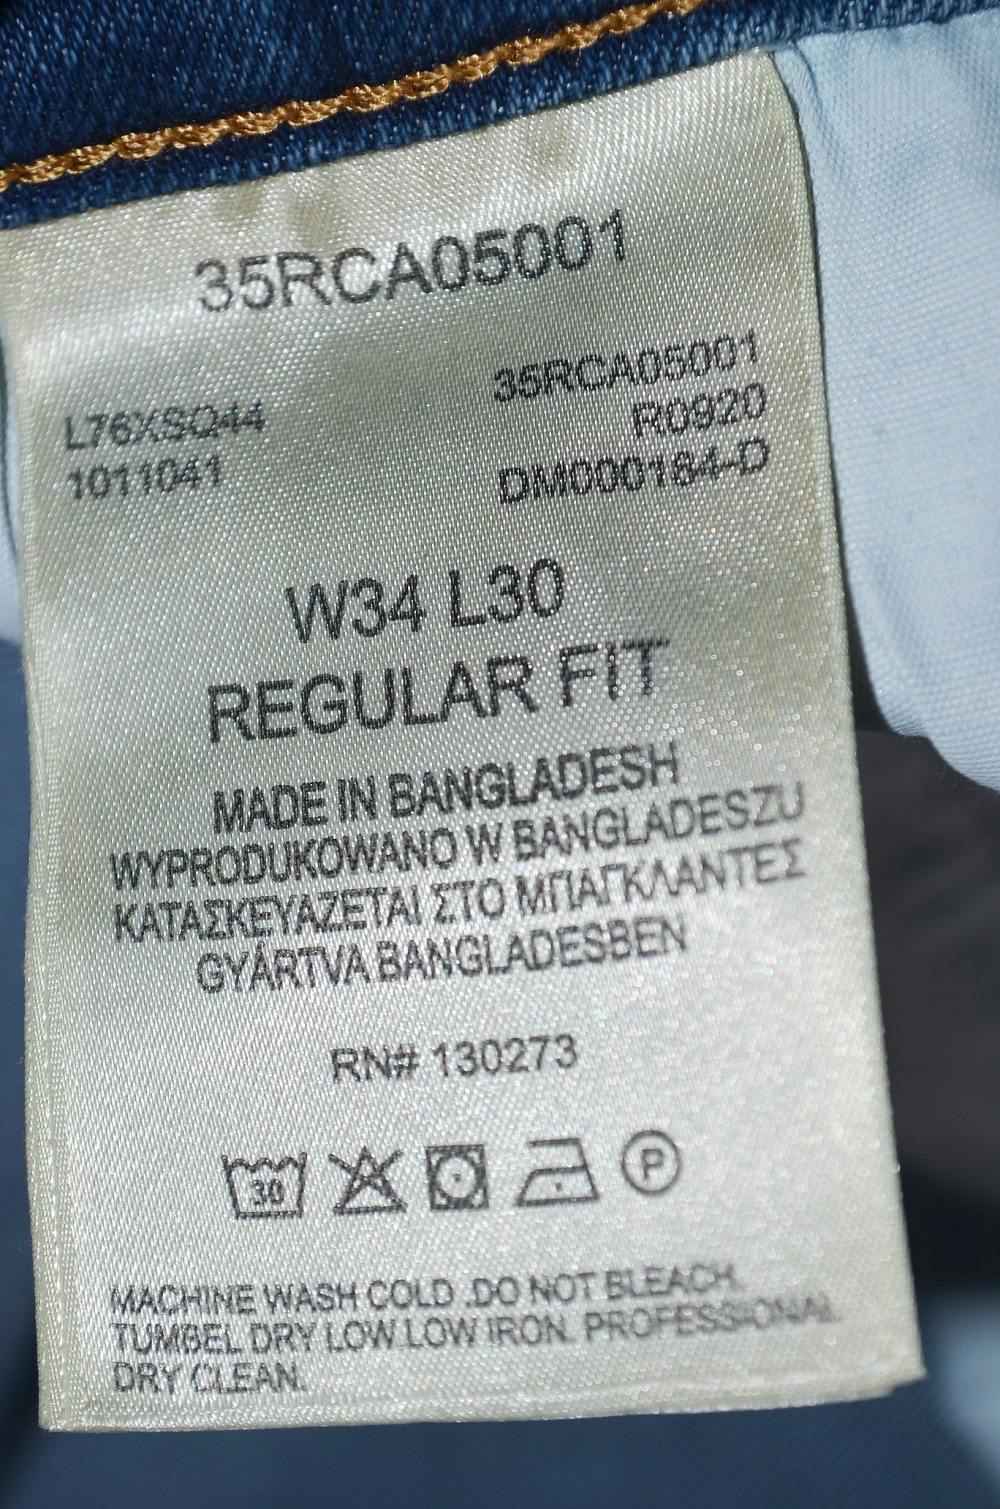 35RCA05001
35RCA05001
L76XSQ44 R0920
1011041 DM000184-D
W34 L30
REGULAR FIT
MADE IN BANGLADESH
WYPRODUKOWANO W BANGLADESZU
ΚΑΤΑΣΚΕΥΑΖΕΤΑΙ ΣΤΟ ΜΠΑΓΚΛΑΝΤΕΣ
GYÁRTVA BANGLADESBEN
RN# 130273
30 P
MACHINE WASH COLD .DO NOT BLEACH.
TUMBEL DRY LOW.LOW IRON. PROFESSIONAL
DRY CLEAN.